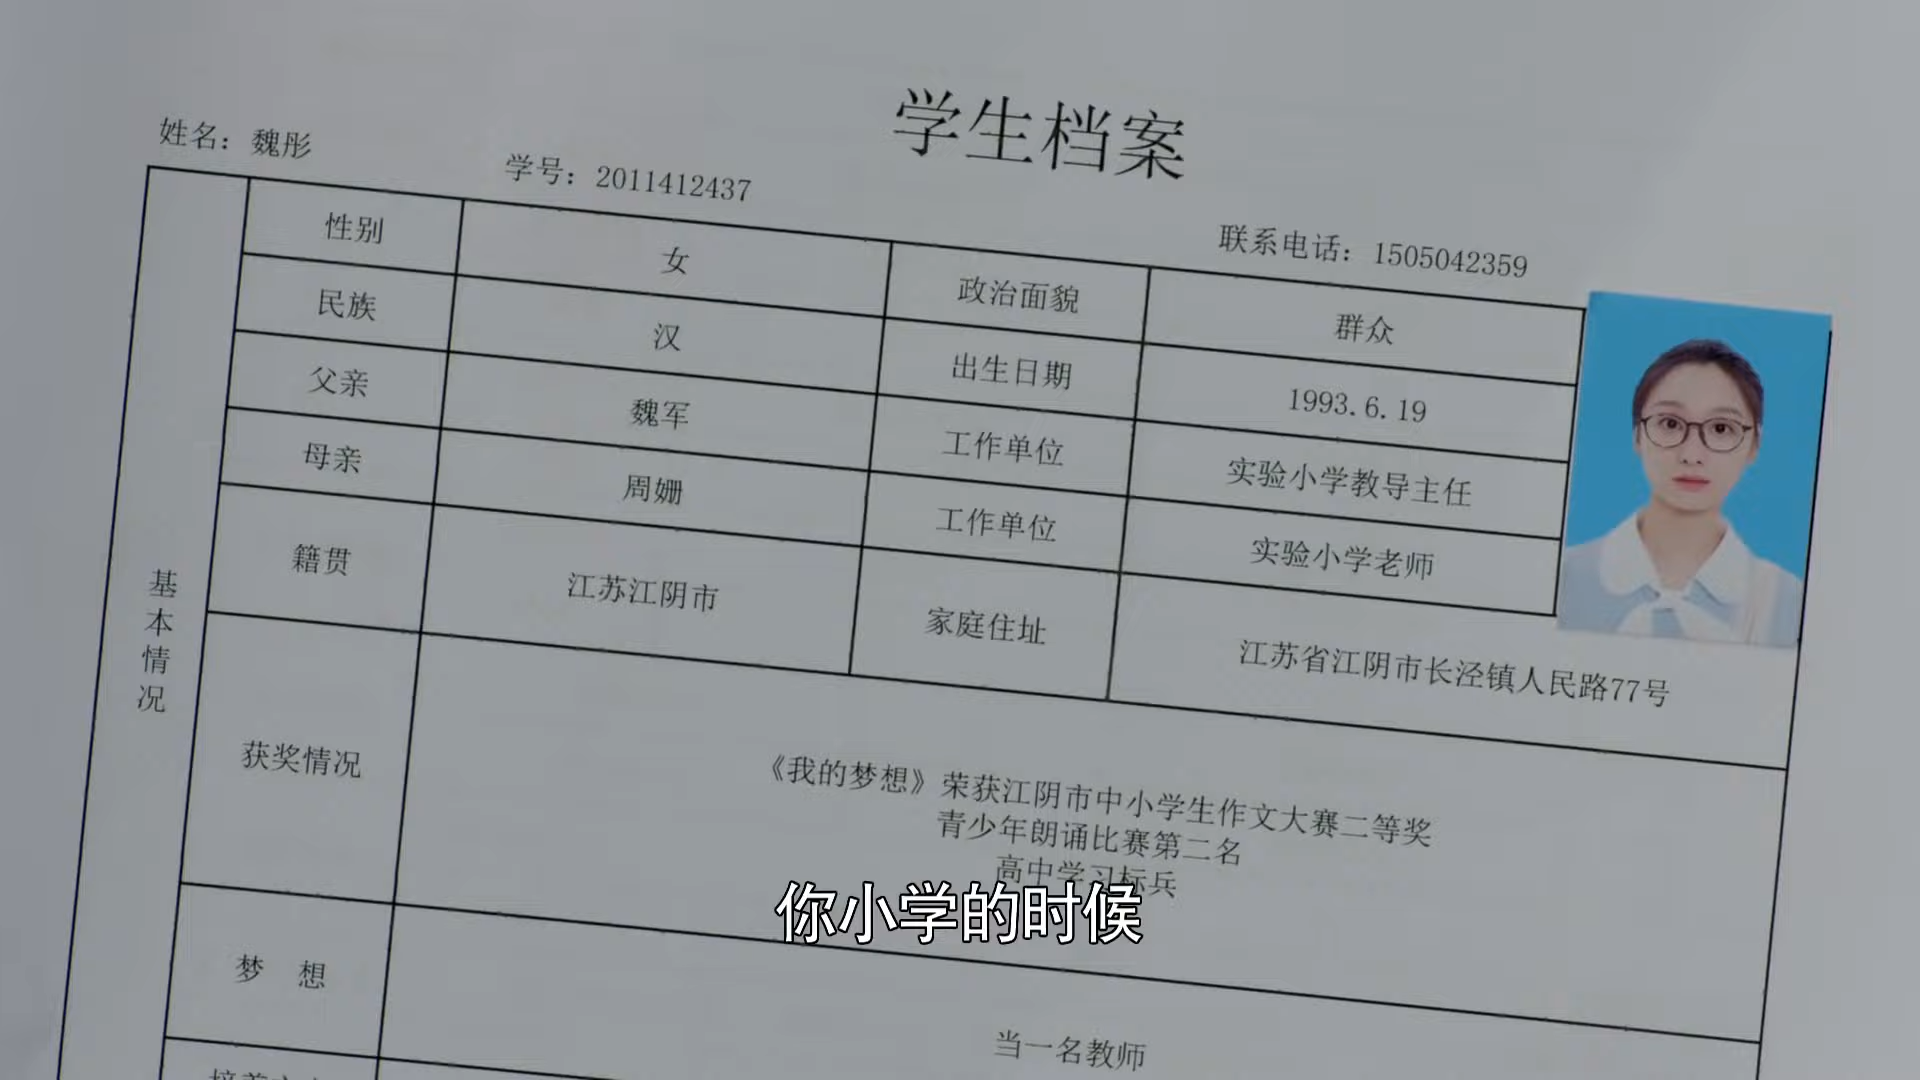 学生档案
姓名：魏彤
学号：2011412437
联系电话：1505042359
基本情况
性别
女
政治面貌
群众
民族
汉
出生日期
1993.6.19
父亲
魏军
工作单位
实验小学教导主任
母亲
周姗
工作单位
实验小学老师
籍贯
江苏江阴市
家庭住址
江苏省江阴市长泾镇人民路77号
获奖情况
《我的梦想》荣获江阴市中小学生作文大赛二等奖
青少年朗诵比赛第二名
高中学习标兵
你小学的时候
梦 想
当一名教师